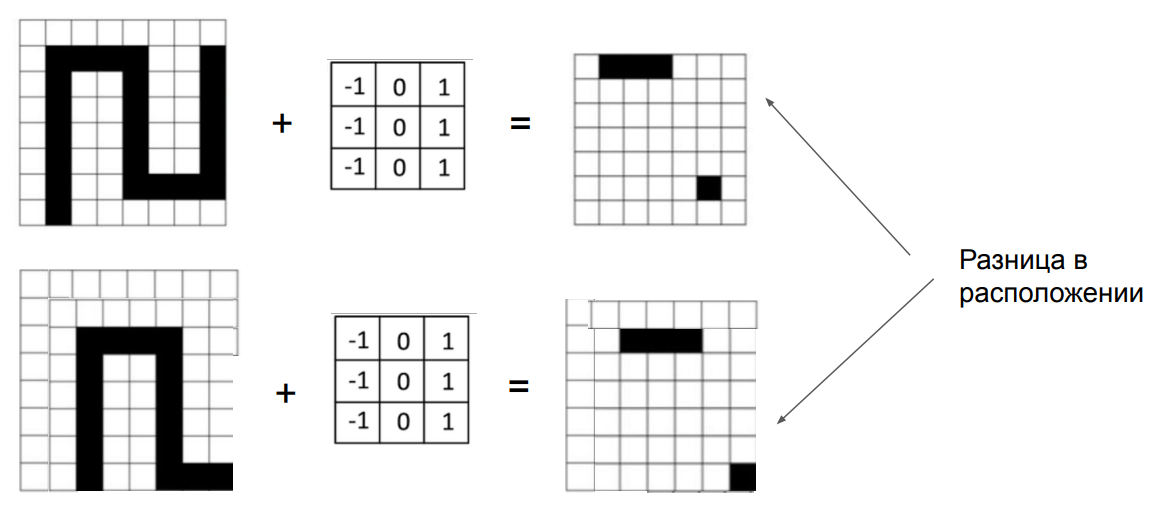 +
-1 0 1
-1 0 1
-1 0 1
=
Разница в
расположении
+
-1 0 1
-1 0 1
-1 0 1
=